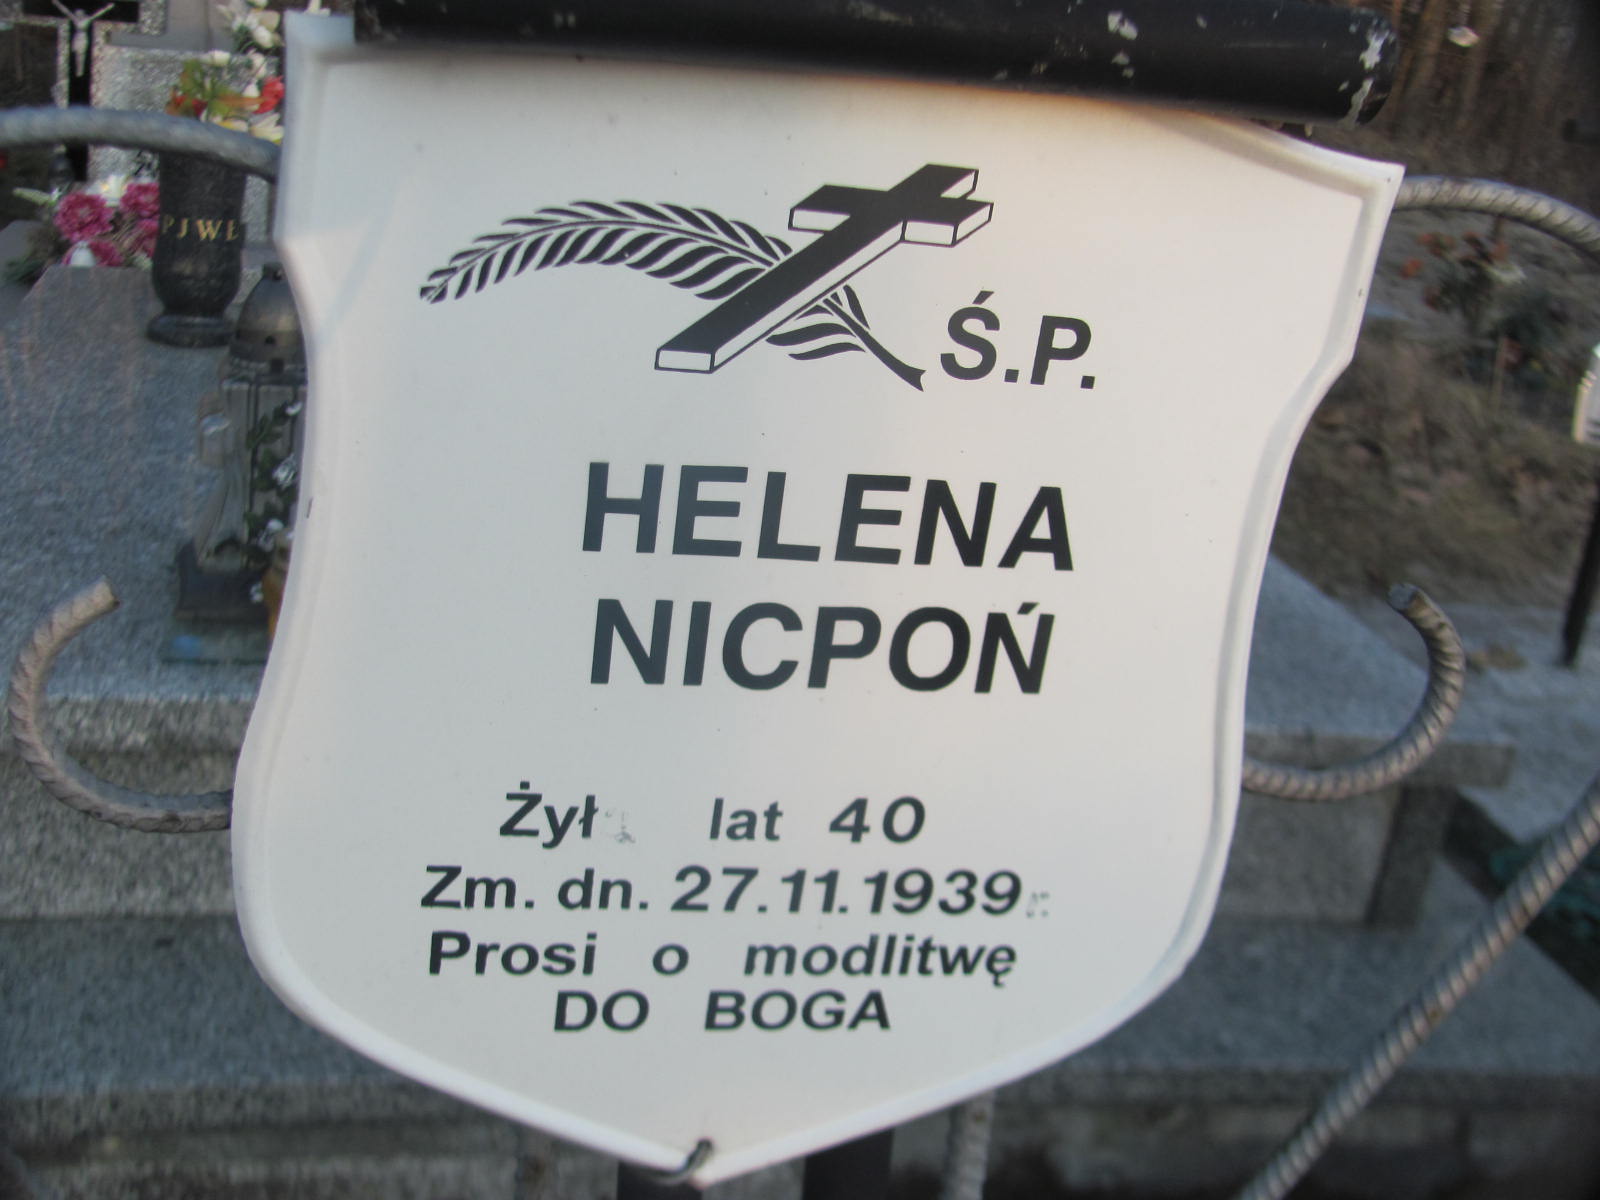 Ś.P.
HELENA
NICPOŃ
Żył lat 40
Zm. dn. 27.11.1939 r.
Prosi o modlitwę
DO BOGA